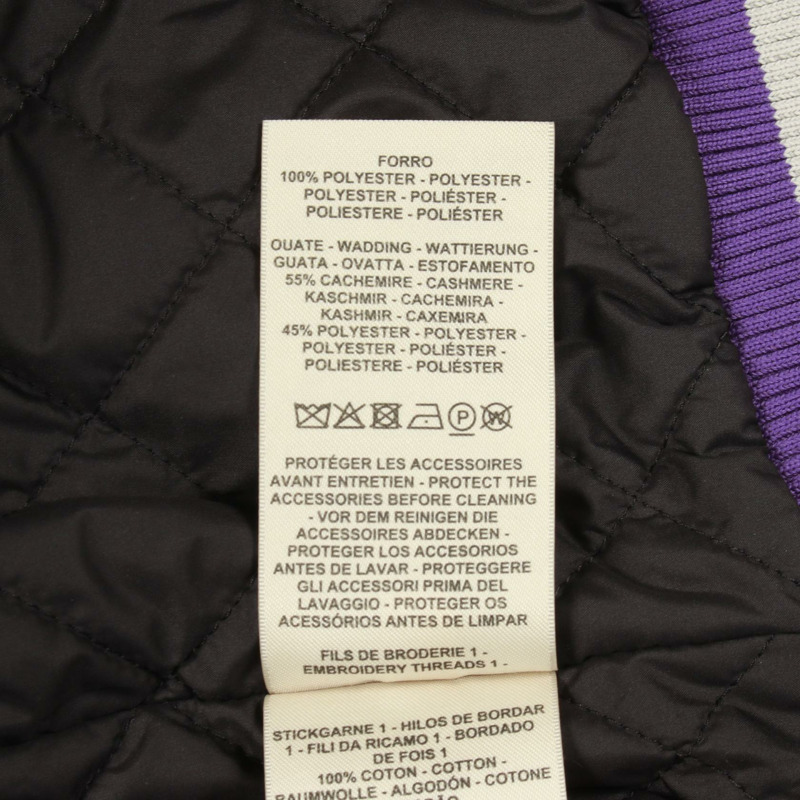 FORRO
100% POLYESTER - POLYESTER -
POLYESTER - POLIÉSTER -
POLIESTERE - POLIÉSTER
OUATE - WADDING - WATTIERUNG -
GUATA - OVATTA - ESTOFAMENTO
55% CACHEMIRE - CASHMERE -
KASCHMIR - CACHEMIRA -
KASHMIR - CAXEMIRA
45% POLYESTER - POLYESTER -
POLYESTER - POLIÉSTER -
POLIESTERE - POLIÉSTER
P W
PROTÉGER LES ACCESSOIRES
AVANT ENTRETIEN - PROTECT THE
ACCESSORIES BEFORE CLEANING
- VOR DEM REINIGEN DIE
ACCESSOIRES ABDECKEN -
PROTEGER LOS ACCESORIOS
ANTES DE LAVAR - PROTEGGERE
GLI ACCESSORI PRIMA DEL
LAVAGGIO - PROTEGER OS
ACESSÓRIOS ANTES DE LIMPAR
FILS DE BRODERIE 1 -
EMBROIDERY THREADS 1 -
STICKGARNE 1 - HILOS DE BORDAR
1 - FILI DA RICAMO 1 - BORDADO
DE FOIS 1
100% COTON - COTTON -
BAUMWOLLE - ALGODÓN - COTONE